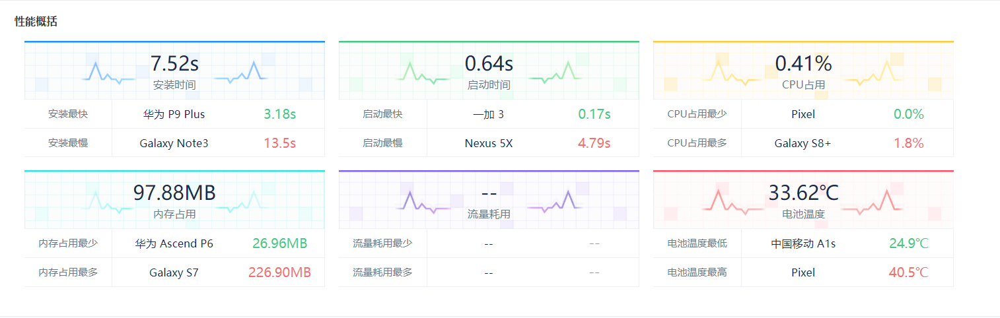 性能概括
7.52s
安装时间
安装最快 华为 P9 Plus 3.18s
安装最慢 Galaxy Note3 13.5s
0.64s
启动时间
启动最快 一加 3 0.17s
启动最慢 Nexus 5X 4.79s
0.41%
CPU占用
CPU占用最少 Pixel 0.0%
CPU占用最多 Galaxy S8+ 1.8%
97.88MB
内存占用
内存占用最少 华为 Ascend P6 26.96MB
内存占用最多 Galaxy S7 226.90MB
--
流量耗用
流量耗用最少 -- --
流量耗用最多 -- --
33.62℃
电池温度
电池温度最低 中国移动 A1s 24.9℃
电池温度最高 Pixel 40.5℃